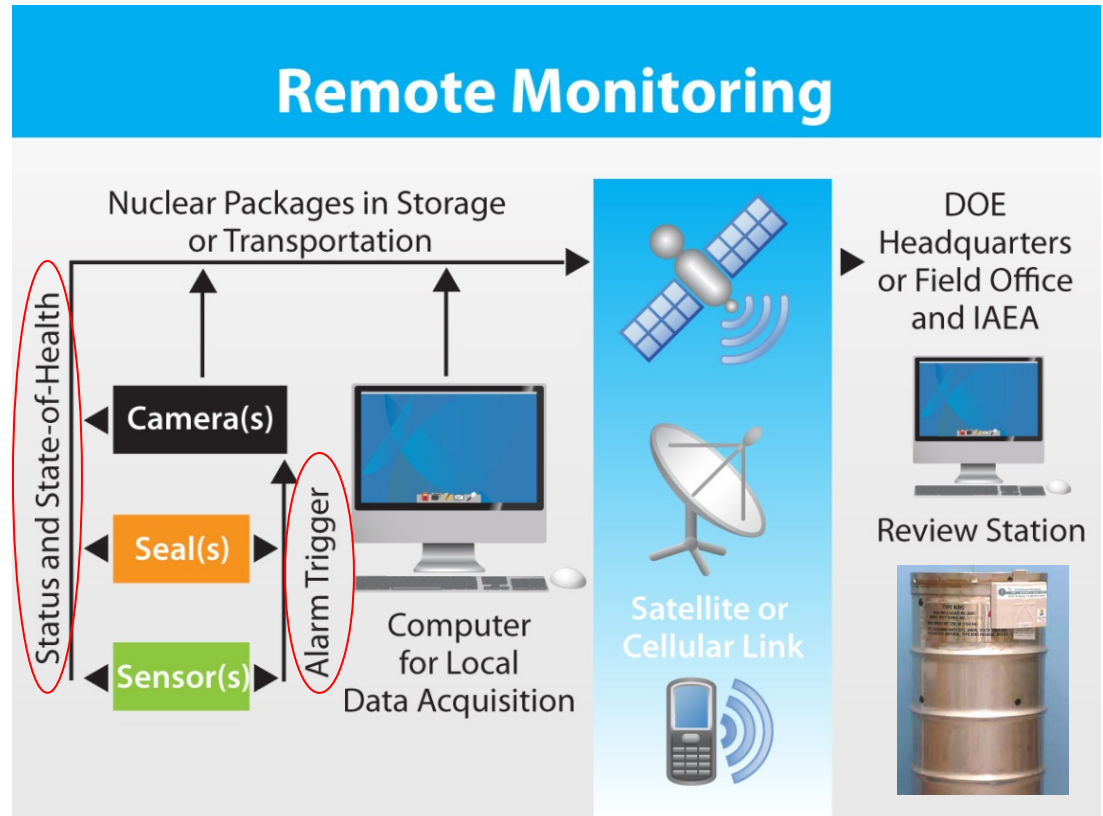 Remote Monitoring
Nuclear Packages in Storage
or Transportation
Status and State-of-Health
Camera(s)
Seal(s)
Sensor(s)
Alarm Trigger
Computer
for Local
Data Acquisition
Satellite or
Cellular Link
DOE
Headquarters
or Field Office
and IAEA
Review Station